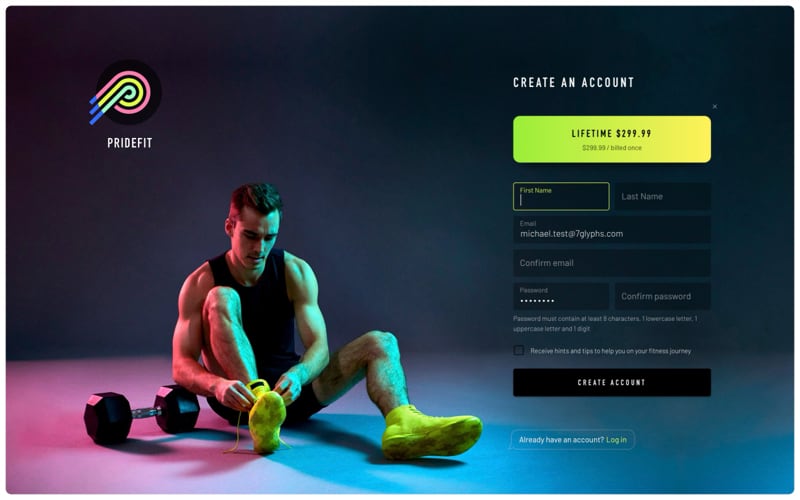 CREATE AN ACCOUNT
PRIDEFIT
LIFETIME $299.99
$299.99 / billed once
First Name
Last Name
Email
michael.test@7glyphs.com
Confirm email
Password
••••••••
Confirm password
Password must contain at least 8 characters, 1 lowercase letter, 1
uppercase letter and 1 digit
Receive hints and tips to help you on your fitness journey
CREATE ACCOUNT
Already have an account? Log in